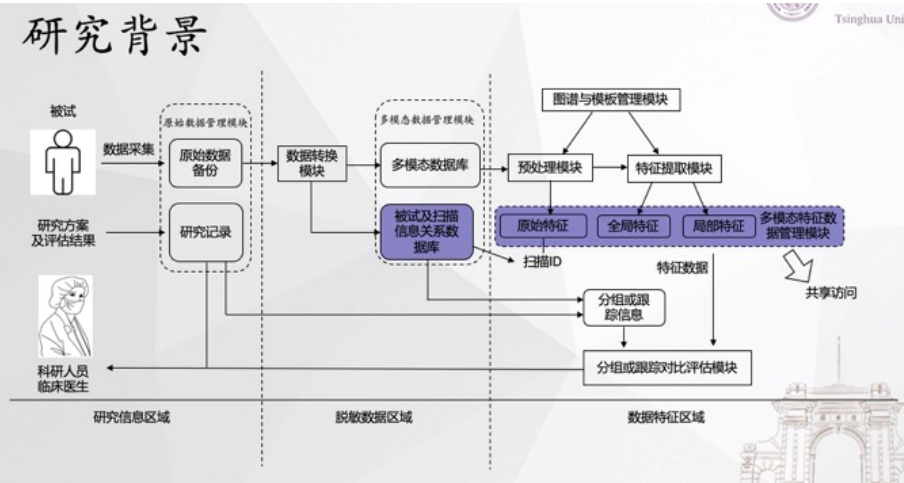 研究背景
Tsinghua Uni
被试
数据采集
研究方案
及评估结果
科研人员
临床医生
原始数据管理模块
原始数据
备份
研究记录
数据转换
模块
多模态数据管理模块
多模态数据库
被试及扫描
信息关系数
据库
图谱与模板管理模块
预处理模块
特征提取模块
原始特征
全局特征
局部特征
多模态特征数
据管理模块
扫描ID
特征数据
共享访问
分组或跟
踪信息
分组或跟踪对比评估模块
研究信息区域
脱敏数据区域
数据特征区域